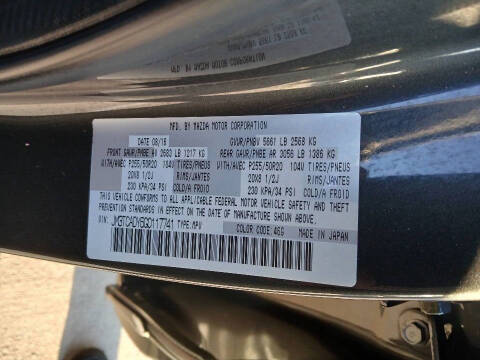 MFD. BY MAZDA MOTOR CORPORATION
DATE 08/16 GVWR/PNBV 5661 LB 2568 KG
FRONT GAWR/PNBE AV 2683 LB 1217 KG REAR GAWR/PNBE AR 3056 LB 1386 KG
WITH/AVEC P255/50R20 104V TIRES/PNEUS WITH/AVEC P255/50R20 104V TIRES/PNEUS
20X8 1/2J RIMS/JANTES 20X8 1/2J RIMS/JANTES
230 KPA/34 PSI COLD/A FROID 230 KPA/34 PSI COLD/A FROID
THIS VEHICLE CONFORMS TO ALL APPLICABLE FEDERAL MOTOR VEHICLE SAFETY AND THEFT
PREVENTION STANDARDS IN EFFECT ON THE DATE OF MANUFACTURE SHOWN ABOVE.
VIN: TYPE:MPV COLOR CODE:46G MADE IN JAPAN